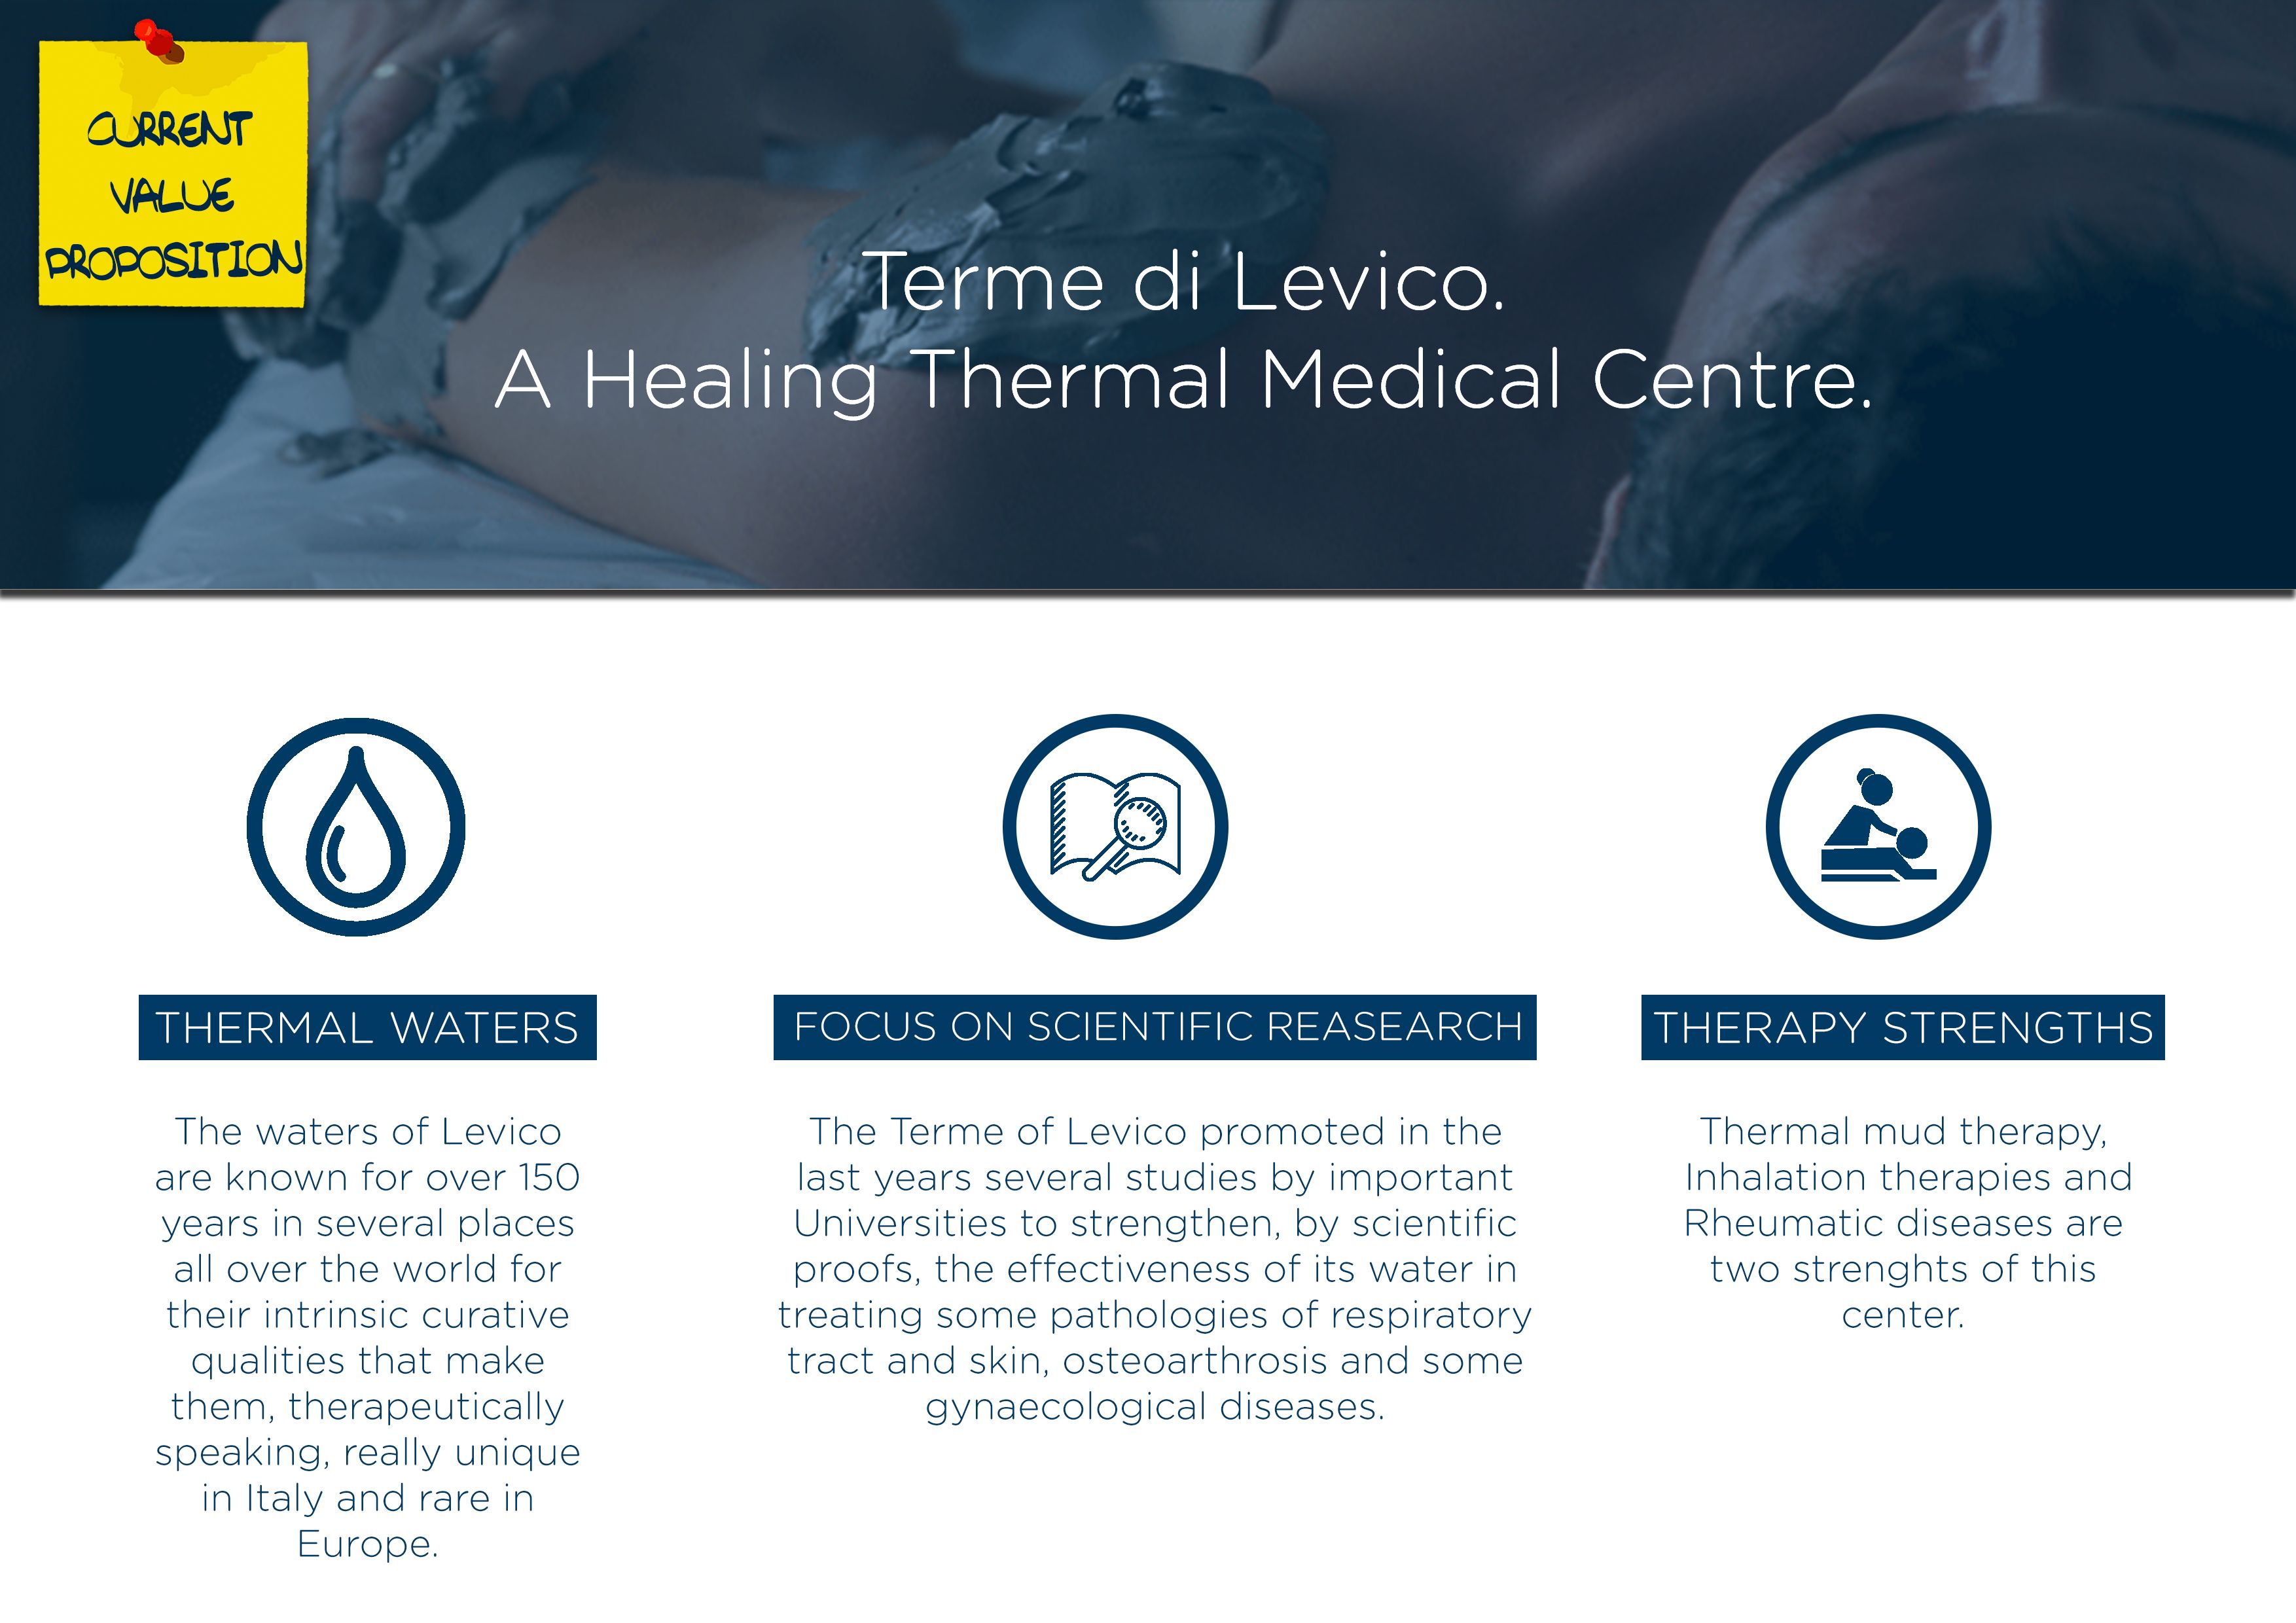 CURRENT
VALUE
PROPOSITION
Terme di Levico.
A Healing Thermal Medical Centre.
THERMAL WATERS
The waters of Levico
are known for over 150
years in several places
all over the world for
their intrinsic curative
qualities that make
them, therapeutically
speaking, really unique
in Italy and rare in
Europe.
FOCUS ON SCIENTIFIC REASEARCH
The Terme of Levico promoted in the
last years several studies by important
Universities to strengthen, by scientific
proofs, the effectiveness of its water in
treating some pathologies of respiratory
tract and skin, osteoarthrosis and some
gynaecological diseases.
THERAPY STRENGTHS
Thermal mud therapy,
Inhalation therapies and
Rheumatic diseases are
two strenghts of this
center.